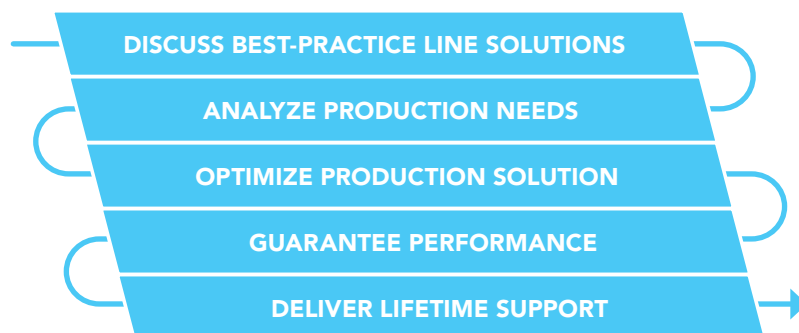 DISCUSS BEST-PRACTICE LINE SOLUTIONS
ANALYZE PRODUCTION NEEDS
OPTIMIZE PRODUCTION SOLUTION
GUARANTEE PERFORMANCE
DELIVER LIFETIME SUPPORT